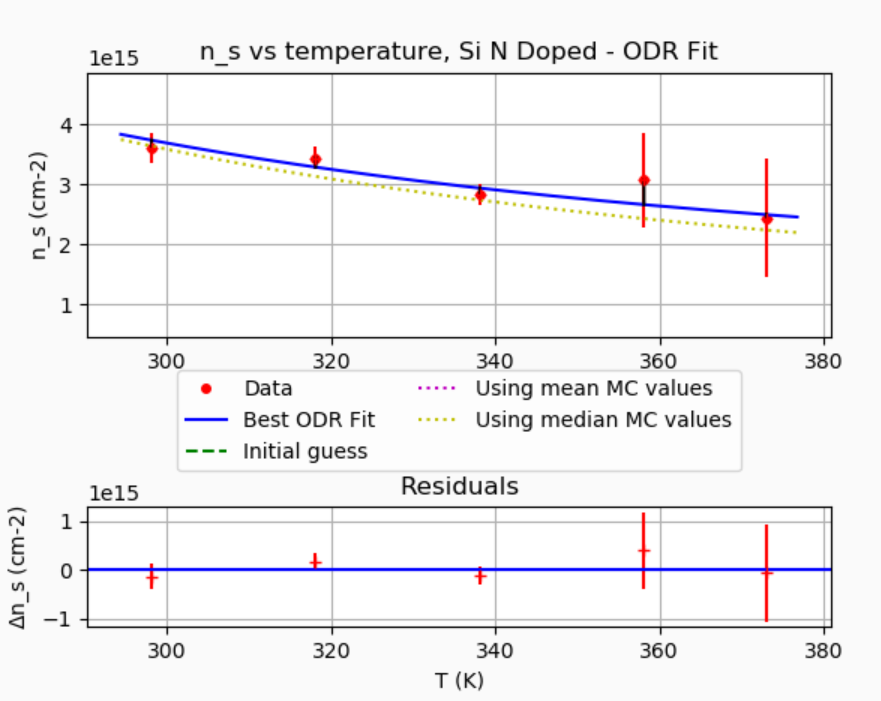 n_s vs temperature, Si N Doped - ODR Fit
1e15
4
3
2
1
n_s (cm-2)
300 320 340 360 380
Data
Best ODR Fit
Initial guess
Using mean MC values
Using median MC values
Residuals
1e15
1
0
−1
Δn_s (cm-2)
300 320 340 360 380
T (K)